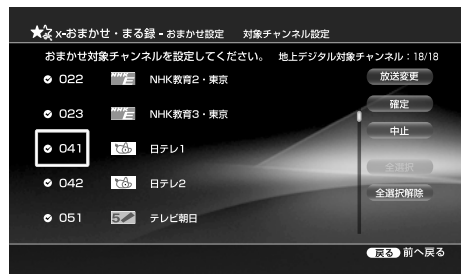 x-おまかせ・まる録 - おまかせ設定 対象チャンネル設定
おまかせ対象チャンネルを設定してください。 地上デジタル対象チャンネル：18/18
022 NHK E NHK教育2・東京
023 NHK E NHK教育3・東京
041 日テレ1
042 日テレ2
051 5 テレビ朝日
放送変更
確定
中止
全選択
全選択解除
戻る 前へ戻る